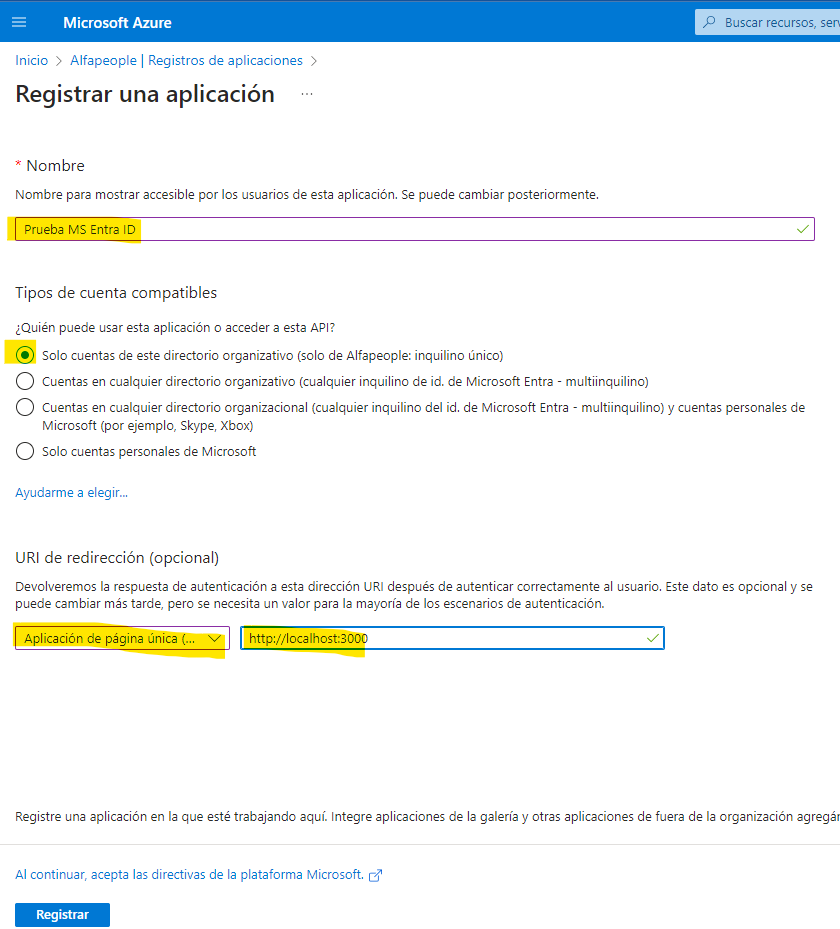 Microsoft Azure
Buscar recursos, serv
Inicio > Alfapeople | Registros de aplicaciones >
Registrar una aplicación ...
* Nombre
Nombre para mostrar accesible por los usuarios de esta aplicación. Se puede cambiar posteriormente.
Prueba MS Entra ID
Tipos de cuenta compatibles
¿Quién puede usar esta aplicación o acceder a esta API?
Solo cuentas de este directorio organizativo (solo de Alfapeople: inquilino único)
Cuentas en cualquier directorio organizativo (cualquier inquilino de id. de Microsoft Entra - multiinquilino)
Cuentas en cualquier directorio organizacional (cualquier inquilino del id. de Microsoft Entra - multiinquilino) y cuentas personales de
Microsoft (por ejemplo, Skype, Xbox)
Solo cuentas personales de Microsoft
Ayudarme a elegir...
URI de redirección (opcional)
Devolveremos la respuesta de autenticación a esta dirección URI después de autenticar correctamente al usuario. Este dato es opcional y se
puede cambiar más tarde, pero se necesita un valor para la mayoría de los escenarios de autenticación.
Aplicación de página única (...
http://localhost:3000
Registre una aplicación en la que esté trabajando aquí. Integre aplicaciones de la galería y otras aplicaciones de fuera de la organización agregán
Al continuar, acepta las directivas de la plataforma Microsoft.
Registrar